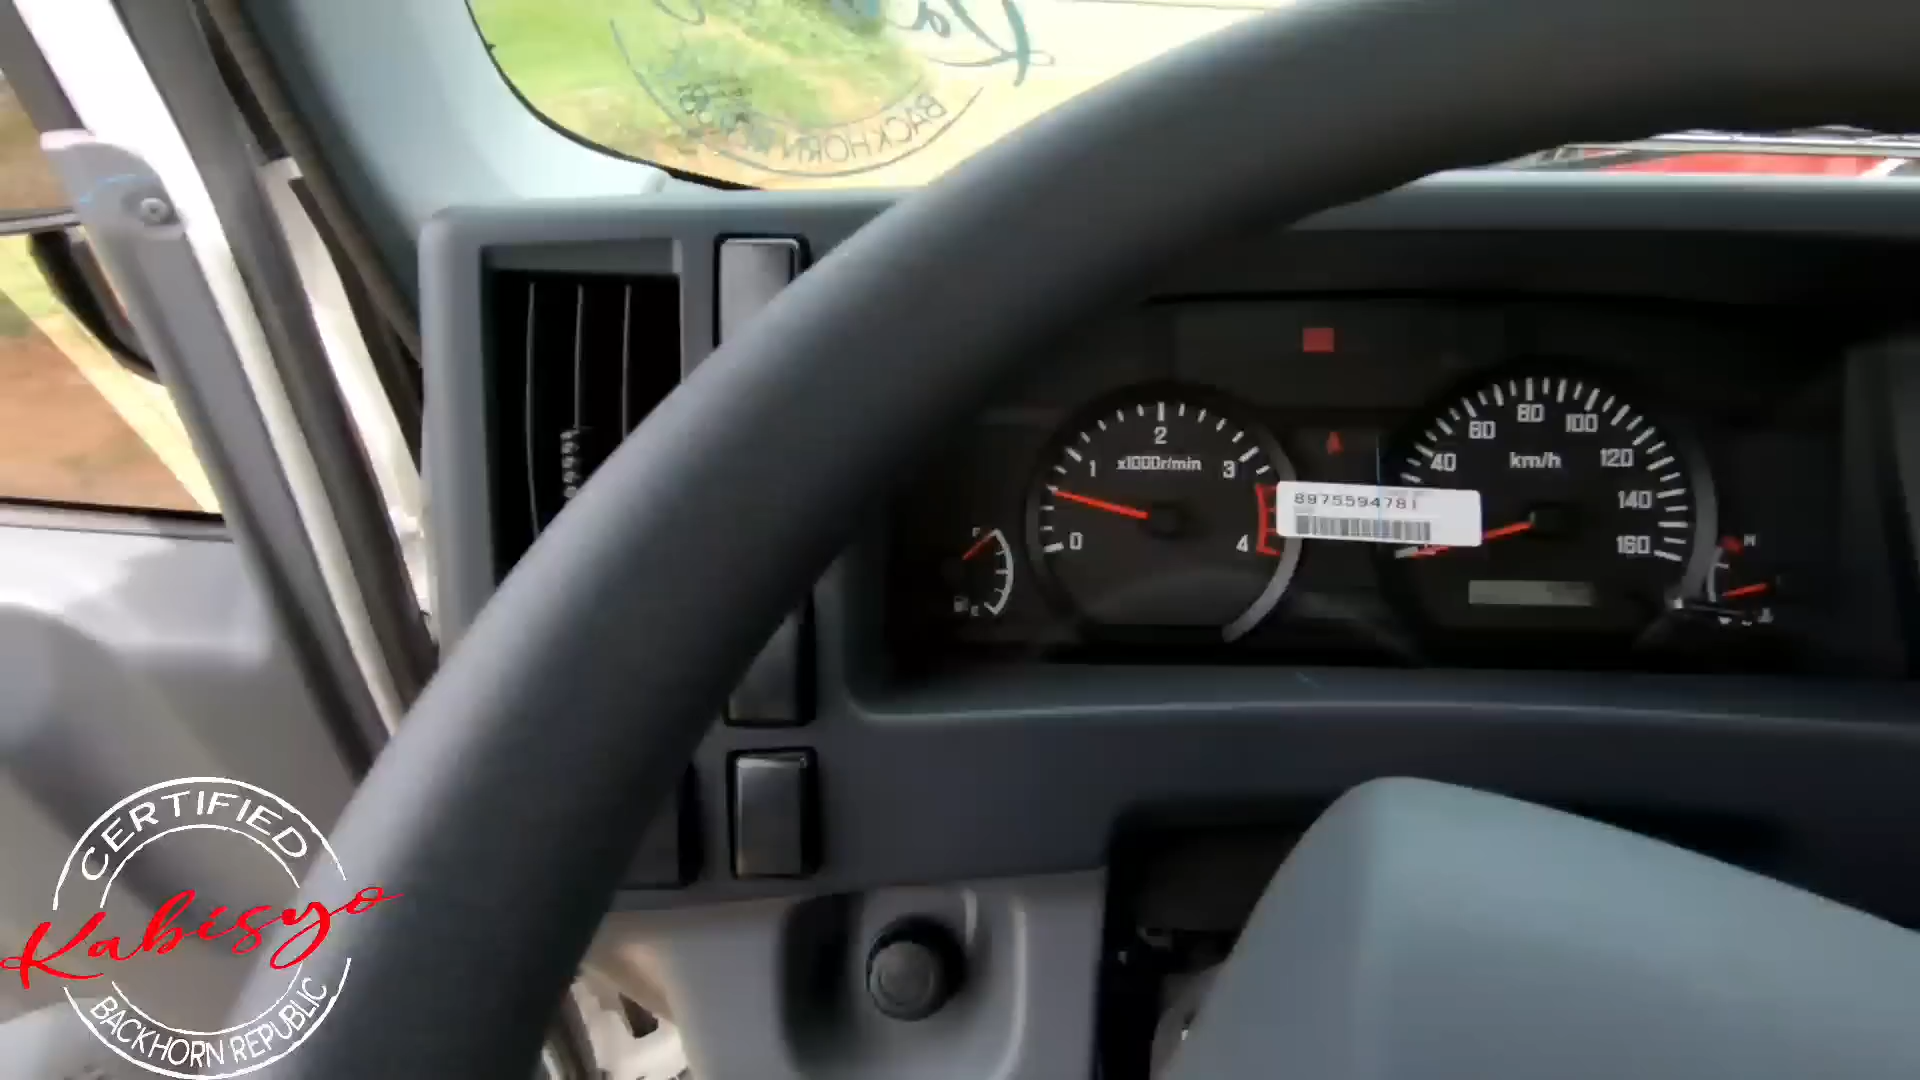 BACKHORN
2
1
x1000r/min
3
0
4
F
E
8975594781
40
60
80
100
km/h
120
140
160
H
CERTIFIED
Kabisyo
BACKHORN REPUBLIC